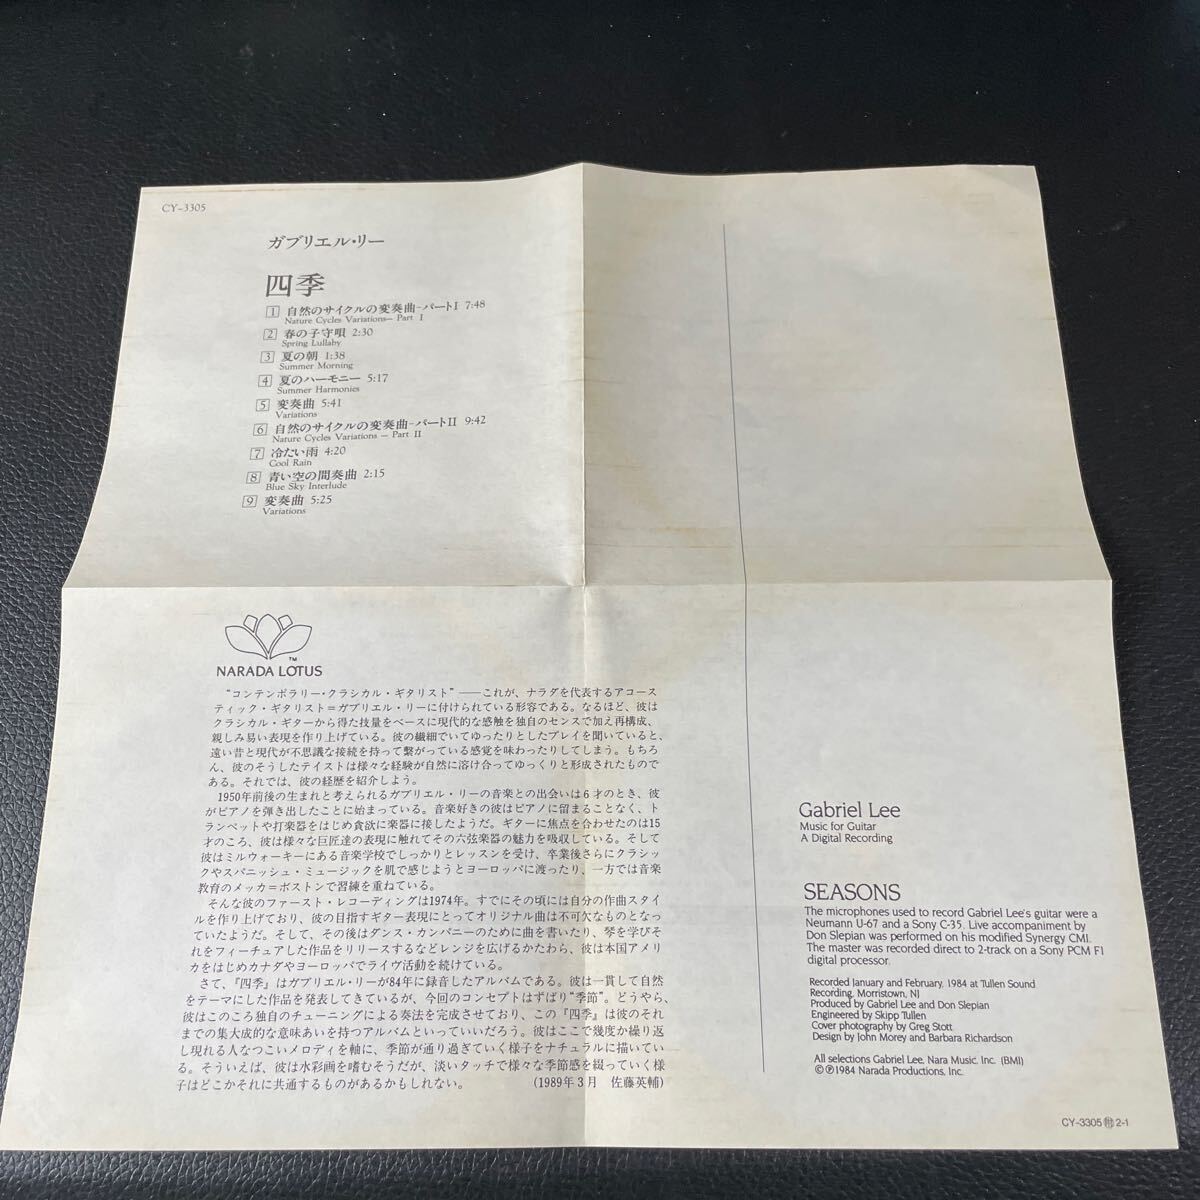 CY-3305
ガブリエル・リー
四季
1 自然のサイクルの変奏曲-パートI 7:48
Nature Cycles Variations— Part I
2 春の子守唄 2:30
Spring Lullaby
3 夏の朝 1:38
Summer Morning
4 夏のハーモニー 5:17
Summer Harmonies
5 変奏曲 5:41
Variations
6 自然のサイクルの変奏曲-パートII 9:42
Nature Cycles Variations — Part II
7 冷たい雨 4:20
Cool Rain
8 青い空の間奏曲 2:15
Blue Sky Interlude
9 変奏曲 5:25
Variations
NARADA LOTUS™
“コンテンポラリー・クラシカル・ギタリスト”——これが、ナラダを代表するアコース
ティック・ギタリスト＝ガブリエル・リーに付けられている形容である。なるほど、彼は
クラシカル・ギターから得た技量をベースに現代的な感触を独自のセンスで加え再構成、
親しみ易い表現を作り上げている。彼の繊細でいてゆったりとしたプレイを聞いていると、
遠い昔と現代が不思議な接続を持って繋がっている感覚を味わったりしてしまう。もちろ
ん、彼のそうしたテイストは様々な経験が自然に溶け合ってゆっくりと形成されたもので
ある。それでは、彼の経歴を紹介しよう。
1950年前後の生まれと考えられるガブリエル・リーの音楽との出会いは6才のとき、彼
がピアノを弾き出したことに始まっている。音楽好きの彼はピアノに留まることなく、ト
ランペットや打楽器をはじめ貪欲に楽器に接したようだ。ギターに焦点を合わせたのは15
才のころ、彼は様々な巨匠達の表現に触れてその六弦楽器の魅力を吸収している。そして
彼はミルウォーキーにある音楽学校でしっかりとレッスンを受け、卒業後さらにクラシッ
クやスパニッシュ・ミュージックを肌で感じようとヨーロッパに渡ったり、一方では音楽
教育のメッカ＝ボストンで習練を重ねている。
そんな彼のファースト・レコーディングは1974年。すでにその頃には自分の作曲スタイ
ルを作り上げており、彼の目指すギター表現にとってオリジナル曲は不可欠なものとなっ
ていたようだ。そして、その後はダンス・カンパニーのために曲を書いたり、琴を学びそ
れをフィーチュアした作品をリリースするなどレンジを広げるかたわら、彼は本国アメリ
カをはじめカナダやヨーロッパでライヴ活動を続けている。
さて、『四季』はガブリエル・リーが84年に録音したアルバムである。彼は一貫して自然
をテーマにした作品を発表してきているが、今回のコンセプトはずばり“季節”。どうやら、
彼はこのころ独自のチューニングによる奏法を完成させており、この『四季』は彼のそれ
までの集大成的な意味あいを持つアルバムといっていいだろう。彼はここで幾度か繰り返
し現れる人なつこいメロディを軸に、季節が通り過ぎていく様子をナチュラルに描いてい
る。そういえば、彼は水彩画を嗜むそうだが、淡いタッチで様々な季節感を綴っていく様
子はどこかそれに共通するものがあるかもしれない。 (1989年3月 佐藤英輔)
Gabriel Lee
Music for Guitar
A Digital Recording
SEASONS
The microphones used to record Gabriel Lee's guitar were a
Neumann U-67 and a Sony C-35. Live accompaniment by
Don Slepian was performed on his modified Synergy CMI.
The master was recorded direct to 2-track on a Sony PCM F1
digital processor.
Recorded January and February, 1984 at Tullen Sound
Recording, Morristown, NJ
Produced by Gabriel Lee and Don Slepian
Engineered by Skipp Tullen
Cover photography by Greg Stott
Design by John Morey and Barbara Richardson
All selections Gabriel Lee, Nara Music, Inc. (BMI)
©℗1984 Narada Productions, Inc.
CY-3305 ㈵ 2-1